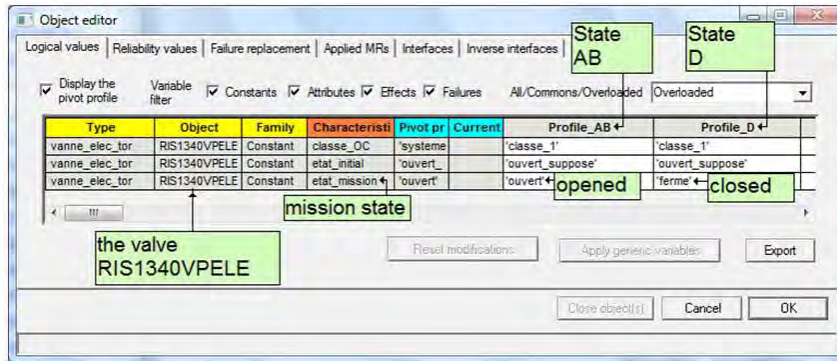 Object editor
State
AB
State
D
Logical values Reliability values Failure replacement Applied MRs Interfaces Inverse interfaces
Display the
pivot profile
Variable
filter
Constants Attributes Effects Failures All/Commons/Overloaded Overloaded
Type Object Family Characteristi Pivot pr Current Profile_AB Profile_D
vanne_elec_tor RIS1340VPELE Constant classe_OC 'systeme 'classe_1' 'classe_1'
vanne_elec_tor RIS1340VPELE Constant etat_initial 'ouvert_ 'ouvert_suppose' 'ouvert_suppose'
vanne_elec_tor RIS1340VPELE Constant etat_mission 'ouvert' 'ouvert' opened 'ferme' closed
mission state
the valve
RIS1340VPELE
Reset modifications Apply generic variables Export
Close object(s) Cancel OK